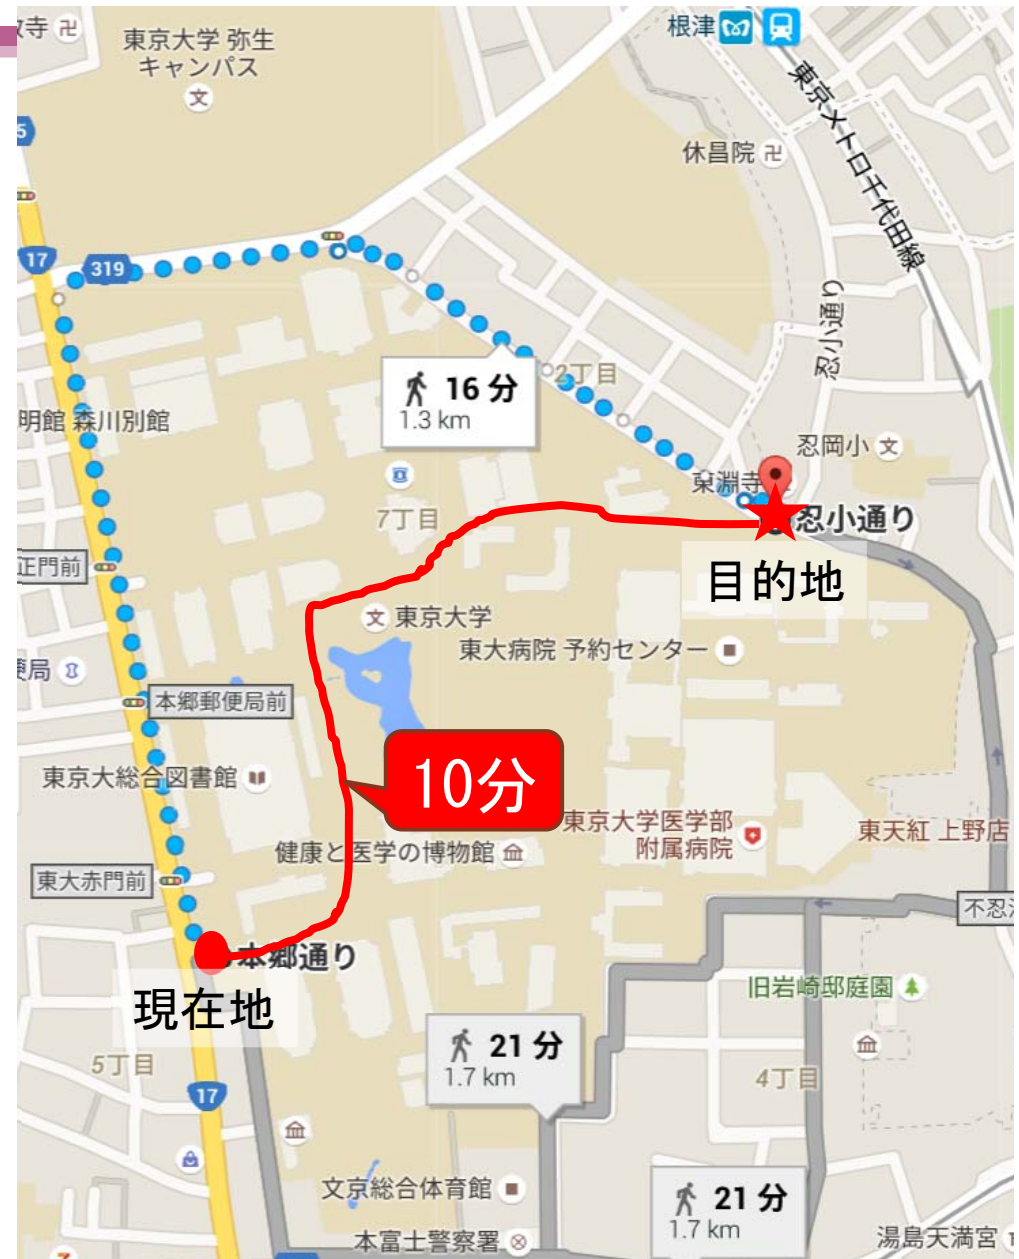 根津
東京大学 弥生
キャンパス
文
東京メトロ千代田線
休昌院
17
319
忍小通り
16 分
1.3 km
2丁目
明館 森川別館
忍岡小 文
東淵寺
7丁目
忍小通り
正門前
目的地
文 東京大学
東大病院 予約センター
本郷郵便局前
10分
東京大総合図書館
東京大学医学部
附属病院
東天紅 上野店
健康と医学の博物館
東大赤門前
本郷通り
旧岩崎邸庭園
現在地
21 分
1.7 km
5丁目
4丁目
17
文京総合体育館
21 分
1.7 km
本富士警察署
湯島天満宮